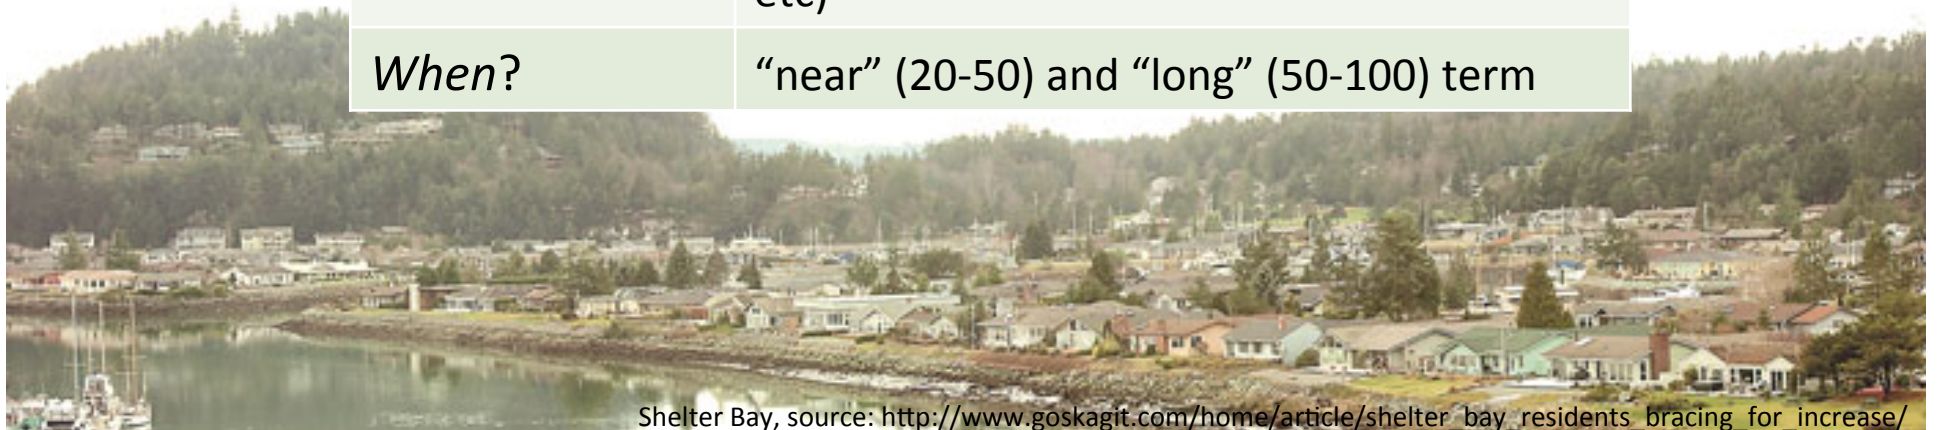 etc)
When? “near” (20-50) and “long” (50-100) term
Shelter Bay, source: http://www.goskagit.com/home/article/shelter_bay_residents_bracing_for_increase/